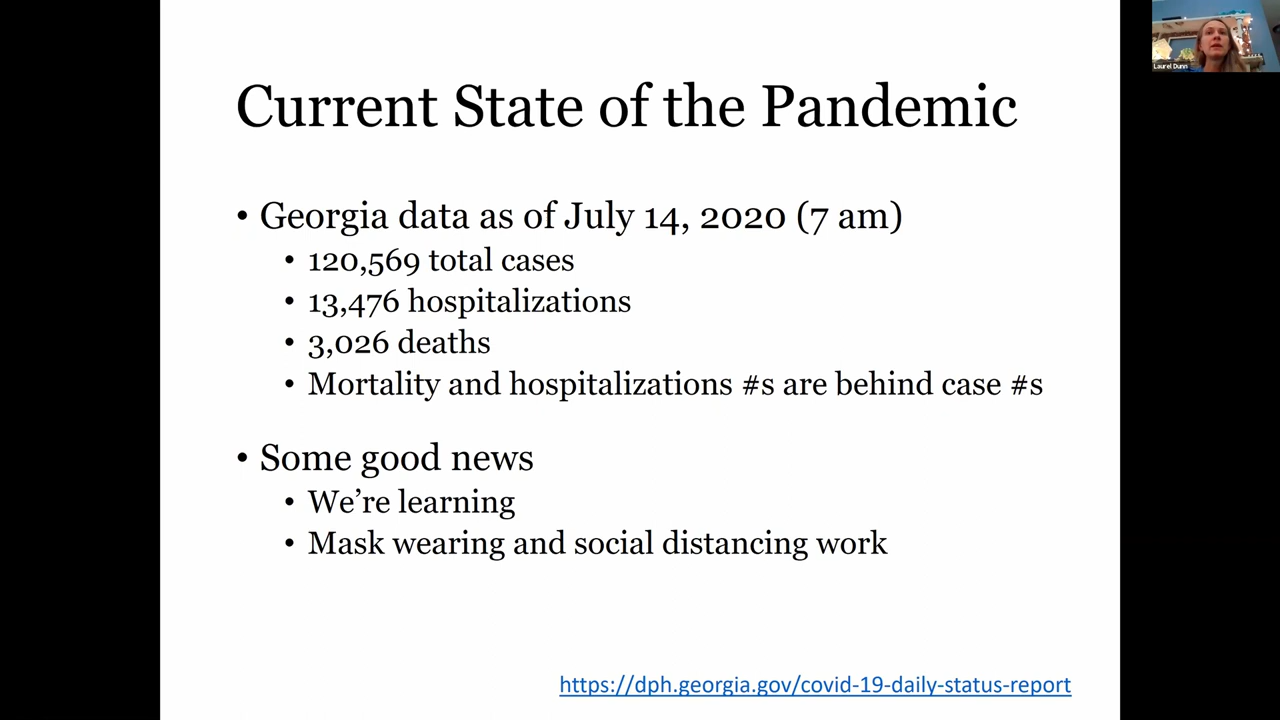 Laurel Dunn
Current State of the Pandemic
• Georgia data as of July 14, 2020 (7 am)
• 120,569 total cases
• 13,476 hospitalizations
• 3,026 deaths
• Mortality and hospitalizations #s are behind case #s
• Some good news
• We’re learning
• Mask wearing and social distancing work
https://dph.georgia.gov/covid-19-daily-status-report